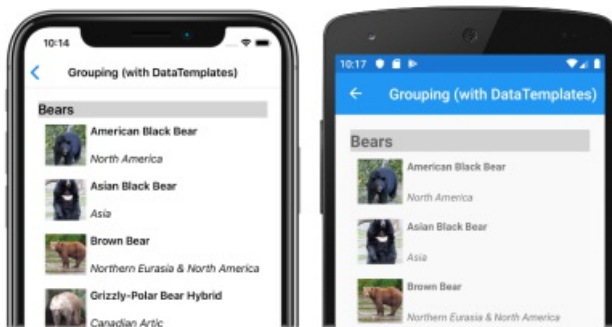 10:14
Grouping (with DataTemplates)
Bears
American Black Bear
North America
Asian Black Bear
Asia
Brown Bear
Northern Eurasia & North America
Grizzly-Polar Bear Hybrid
Canadian Artic
10:17
Grouping (with DataTemplates)
Bears
American Black Bear
North America
Asian Black Bear
Asia
Brown Bear
Northern Eurasia & North America